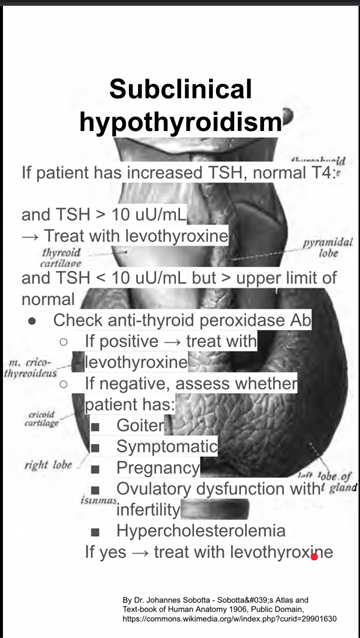 Subclinical
hypothyroidism
If patient has increased TSH, normal T4:
and TSH > 10 uU/mL
→ Treat with levothyroxine
thyreoid
cartilage
pyramidal
lobe
and TSH < 10 uU/mL but > upper limit of
normal
● Check anti-thyroid peroxidase Ab
○ If positive → treat with
levothyroxine
m. crico-
thyreoideus
○ If negative, assess whether
patient has:
cricoid
cartilage
■ Goiter
■ Symptomatic
■ Pregnancy
right lobe
lobe of
gland
■ Ovulatory dysfunction with
infertility
isthmus
■ Hypercholesterolemia
If yes → treat with levothyroxine
By Dr. Johannes Sobotta - Sobotta&#039;s Atlas and
Text-book of Human Anatomy 1906, Public Domain,
https://commons.wikimedia.org/w/index.php?curid=29901630